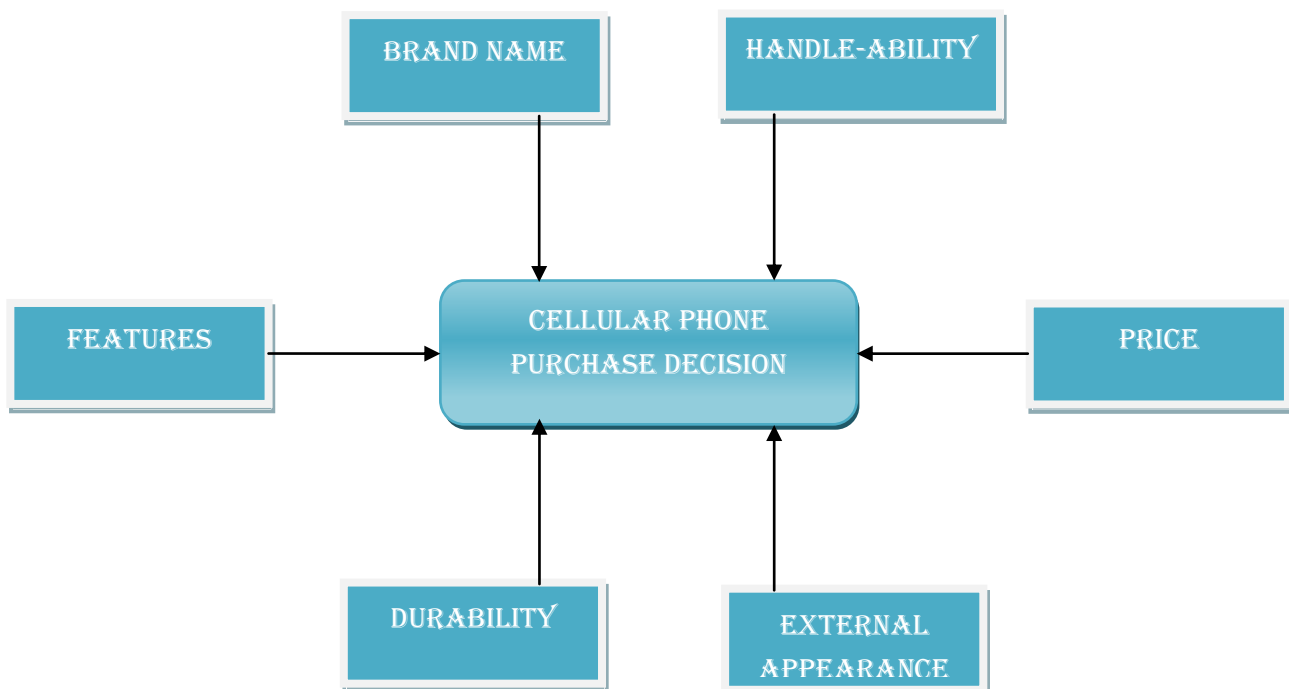 BRAND NAME
HANDLE-ABILITY
FEATURES
CELLULAR PHONE
PURCHASE DECISION
PRICE
DURABILITY
EXTERNAL
APPEARANCE